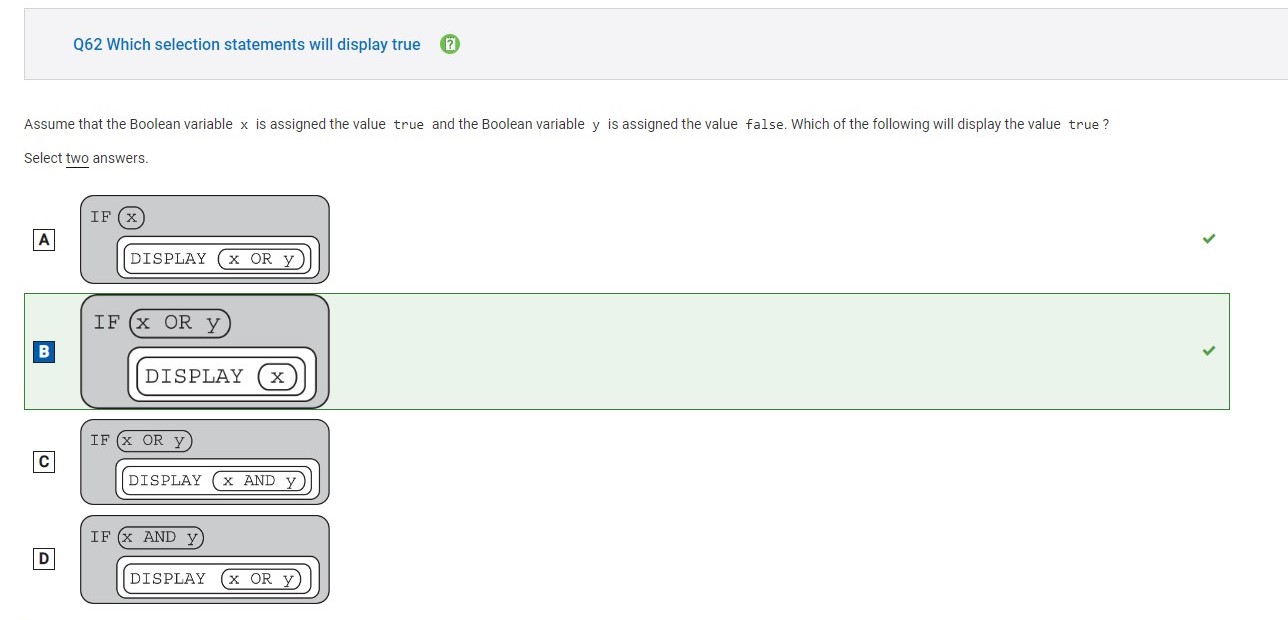 Q62 Which selection statements will display true ?
Assume that the Boolean variable x is assigned the value true and the Boolean variable y is assigned the value false. Which of the following will display the value true ?
Select two answers.
A
IF x
DISPLAY x OR y
B
IF x OR y
DISPLAY x
C
IF x OR y
DISPLAY x AND y
D
IF x AND y
DISPLAY x OR y